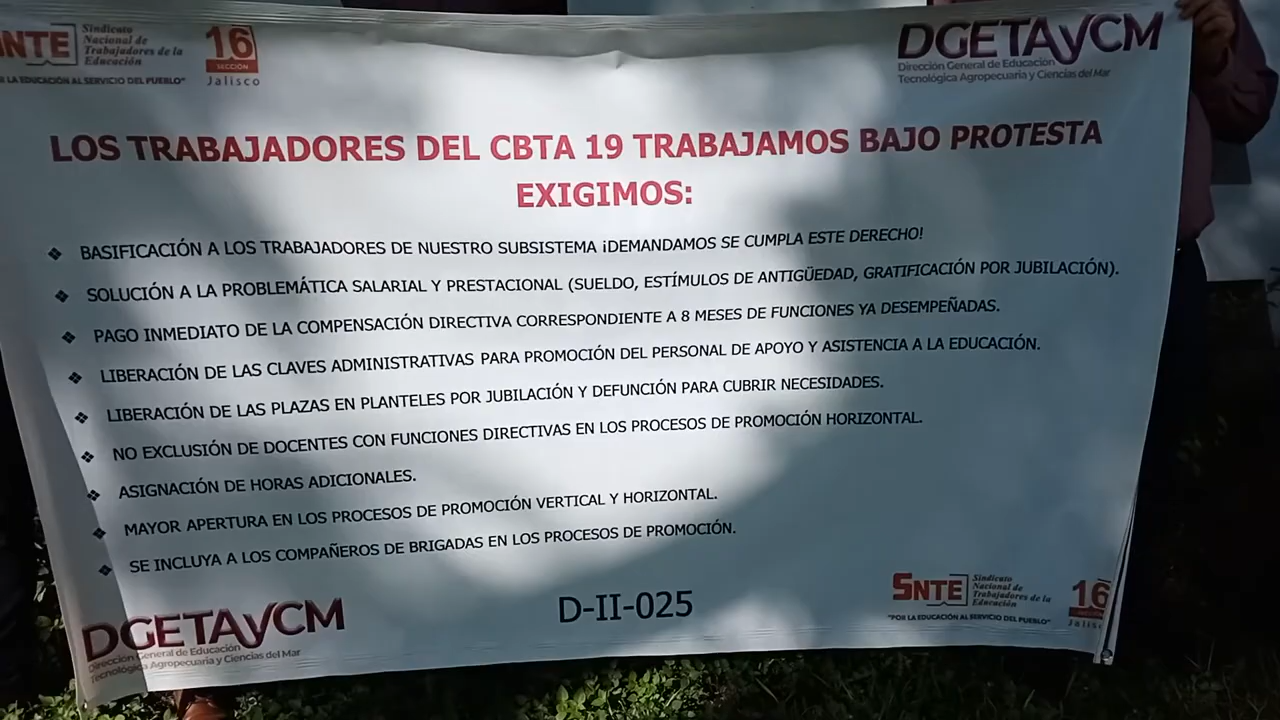 SNTE Sindicato Nacional de Trabajadores de la Educación
LA EDUCACIÓN AL SERVICIO DEL PUEBLO"
16
SECCIÓN
Jalisco
DGETAyCM
Dirección General de Educación
Tecnológica Agropecuaria y Ciencias del Mar
LOS TRABAJADORES DEL CBTA 19 TRABAJAMOS BAJO PROTESTA
EXIGIMOS:
❖ BASIFICACIÓN A LOS TRABAJADORES DE NUESTRO SUBSISTEMA ¡DEMANDAMOS SE CUMPLA ESTE DERECHO!
❖ SOLUCIÓN A LA PROBLEMÁTICA SALARIAL Y PRESTACIONAL (SUELDO, ESTÍMULOS DE ANTIGÜEDAD, GRATIFICACIÓN POR JUBILACIÓN).
❖ PAGO INMEDIATO DE LA COMPENSACIÓN DIRECTIVA CORRESPONDIENTE A 8 MESES DE FUNCIONES YA DESEMPEÑADAS.
❖ LIBERACIÓN DE LAS CLAVES ADMINISTRATIVAS PARA PROMOCIÓN DEL PERSONAL DE APOYO Y ASISTENCIA A LA EDUCACIÓN.
❖ LIBERACIÓN DE LAS PLAZAS EN PLANTELES POR JUBILACIÓN Y DEFUNCIÓN PARA CUBRIR NECESIDADES.
❖ NO EXCLUSIÓN DE DOCENTES CON FUNCIONES DIRECTIVAS EN LOS PROCESOS DE PROMOCIÓN HORIZONTAL.
❖ ASIGNACIÓN DE HORAS ADICIONALES.
❖ MAYOR APERTURA EN LOS PROCESOS DE PROMOCIÓN VERTICAL Y HORIZONTAL.
❖ SE INCLUYA A LOS COMPAÑEROS DE BRIGADAS EN LOS PROCESOS DE PROMOCIÓN.
DGETAyCM
Dirección General de Educación
Tecnológica Agropecuaria y Ciencias del Mar
D-II-025
SNTE Sindicato Nacional de Trabajadores de la Educación
"POR LA EDUCACIÓN AL SERVICIO DEL PUEBLO"
16
Jalisco